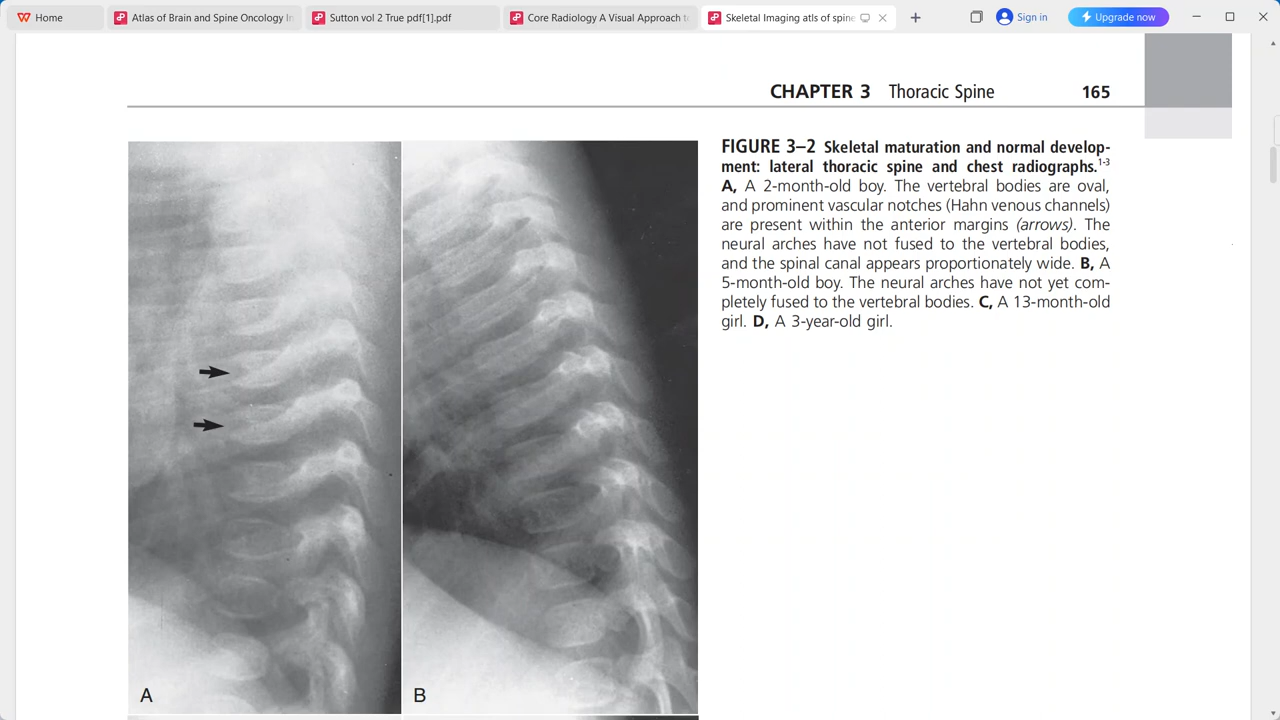 Home
Atlas of Brain and Spine Oncology I
Sutton vol 2 True pdf[1].pdf
Core Radiology A Visual Approach to
Skeletal Imaging atls of spine
Sign in
Upgrade now
CHAPTER 3 Thoracic Spine 165
FIGURE 3–2 Skeletal maturation and normal develop-
ment: lateral thoracic spine and chest radiographs.1-3
A, A 2-month-old boy. The vertebral bodies are oval,
and prominent vascular notches (Hahn venous channels)
are present within the anterior margins (arrows). The
neural arches have not fused to the vertebral bodies,
and the spinal canal appears proportionately wide. B, A
5-month-old boy. The neural arches have not yet com-
pletely fused to the vertebral bodies. C, A 13-month-old
girl. D, A 3-year-old girl.
A
B